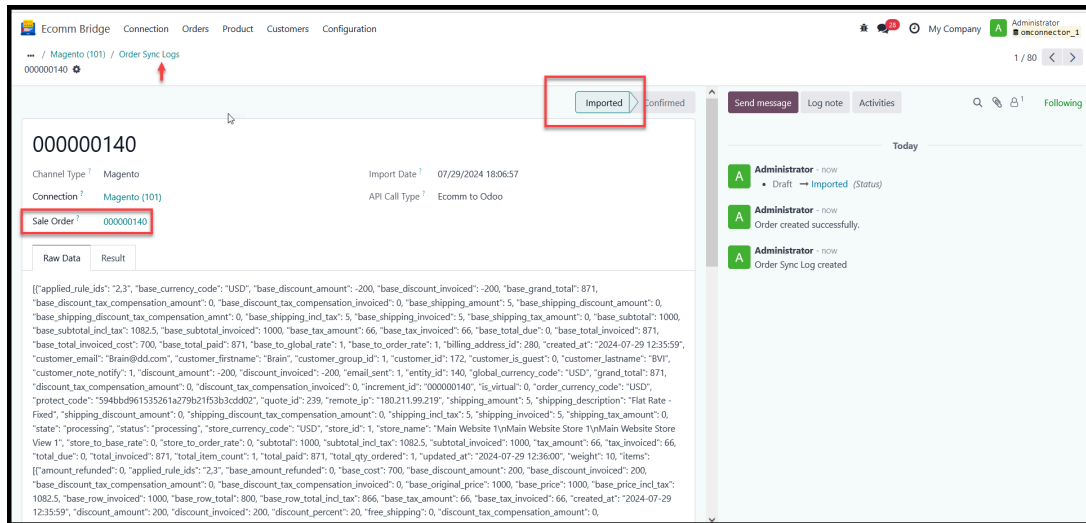 Ecomm Bridge Connection Orders Product Customers Configuration 28 My Company A Administrator
omconnector_1
... / Magento (101) / Order Sync Logs
000000140
1 / 80
Imported Confirmed
Send message Log note Activities 1 Following
000000140
Channel Type ? Magento Import Date ? 07/29/2024 18:06:57
Connection ? Magento (101) API Call Type ? Ecomm to Odoo
Sale Order ? 000000140
Raw Data Result
[{"applied_rule_ids": "2,3", "base_currency_code": "USD", "base_discount_amount": -200, "base_discount_invoiced": -200, "base_grand_total": 871,
"base_discount_tax_compensation_amount": 0, "base_discount_tax_compensation_invoiced": 0, "base_shipping_amount": 5, "base_shipping_discount_amount": 0,
"base_shipping_discount_tax_compensation_amnt": 0, "base_shipping_incl_tax": 5, "base_shipping_invoiced": 5, "base_shipping_tax_amount": 0, "base_subtotal": 1000,
"base_subtotal_incl_tax": 1082.5, "base_subtotal_invoiced": 1000, "base_tax_amount": 66, "base_tax_invoiced": 66, "base_total_due": 0, "base_total_invoiced": 871,
"base_total_invoiced_cost": 700, "base_total_paid": 871, "base_to_global_rate": 1, "base_to_order_rate": 1, "billing_address_id": 280, "created_at": "2024-07-29 12:35:59",
"customer_email": "Brain@dd.com", "customer_firstname": "Brain", "customer_group_id": 1, "customer_id": 172, "customer_is_guest": 0, "customer_lastname": "BVI",
"customer_note_notify": 1, "discount_amount": -200, "discount_invoiced": -200, "email_sent": 1, "entity_id": 140, "global_currency_code": "USD", "grand_total": 871,
"discount_tax_compensation_amount": 0, "discount_tax_compensation_invoiced": 0, "increment_id": "000000140", "is_virtual": 0, "order_currency_code": "USD",
"protect_code": "594bbd961535261a279b21f53b3cdd02", "quote_id": 239, "remote_ip": "180.211.99.219", "shipping_amount": 5, "shipping_description": "Flat Rate -
Fixed", "shipping_discount_amount": 0, "shipping_discount_tax_compensation_amount": 0, "shipping_incl_tax": 5, "shipping_invoiced": 5, "shipping_tax_amount": 0,
"state": "processing", "status": "processing", "store_currency_code": "USD", "store_id": 1, "store_name": "Main Website Store 1\nMain Website Store
View 1", "store_to_base_rate": 0, "store_to_order_rate": 0, "subtotal": 1000, "subtotal_incl_tax": 1082.5, "subtotal_invoiced": 1000, "tax_amount": 66, "tax_invoiced": 66,
"total_due": 0, "total_invoiced": 871, "total_item_count": 1, "total_paid": 871, "total_qty_ordered": 1, "updated_at": "2024-07-29 12:36:00", "weight": 10, "items":
[{"amount_refunded": 0, "applied_rule_ids": "2,3", "base_amount_refunded": 0, "base_cost": 700, "base_discount_amount": 200, "base_discount_invoiced": 200,
"base_discount_tax_compensation_amount": 0, "base_discount_tax_compensation_invoiced": 0, "base_original_price": 1000, "base_price": 1000, "base_price_incl_tax":
1082.5, "base_row_invoiced": 1000, "base_row_total": 800, "base_row_total_incl_tax": 866, "base_tax_amount": 66, "base_tax_invoiced": 66, "created_at": "2024-07-29
12:35:59", "discount_amount": 200, "discount_invoiced": 200, "discount_percent": 20, "free_shipping": 0, "discount_tax_compensation_amount": 0,
Today
A Administrator - now
Draft → Imported (Status)
A Administrator - now
Order created successfully.
A Administrator - now
Order Sync Log created